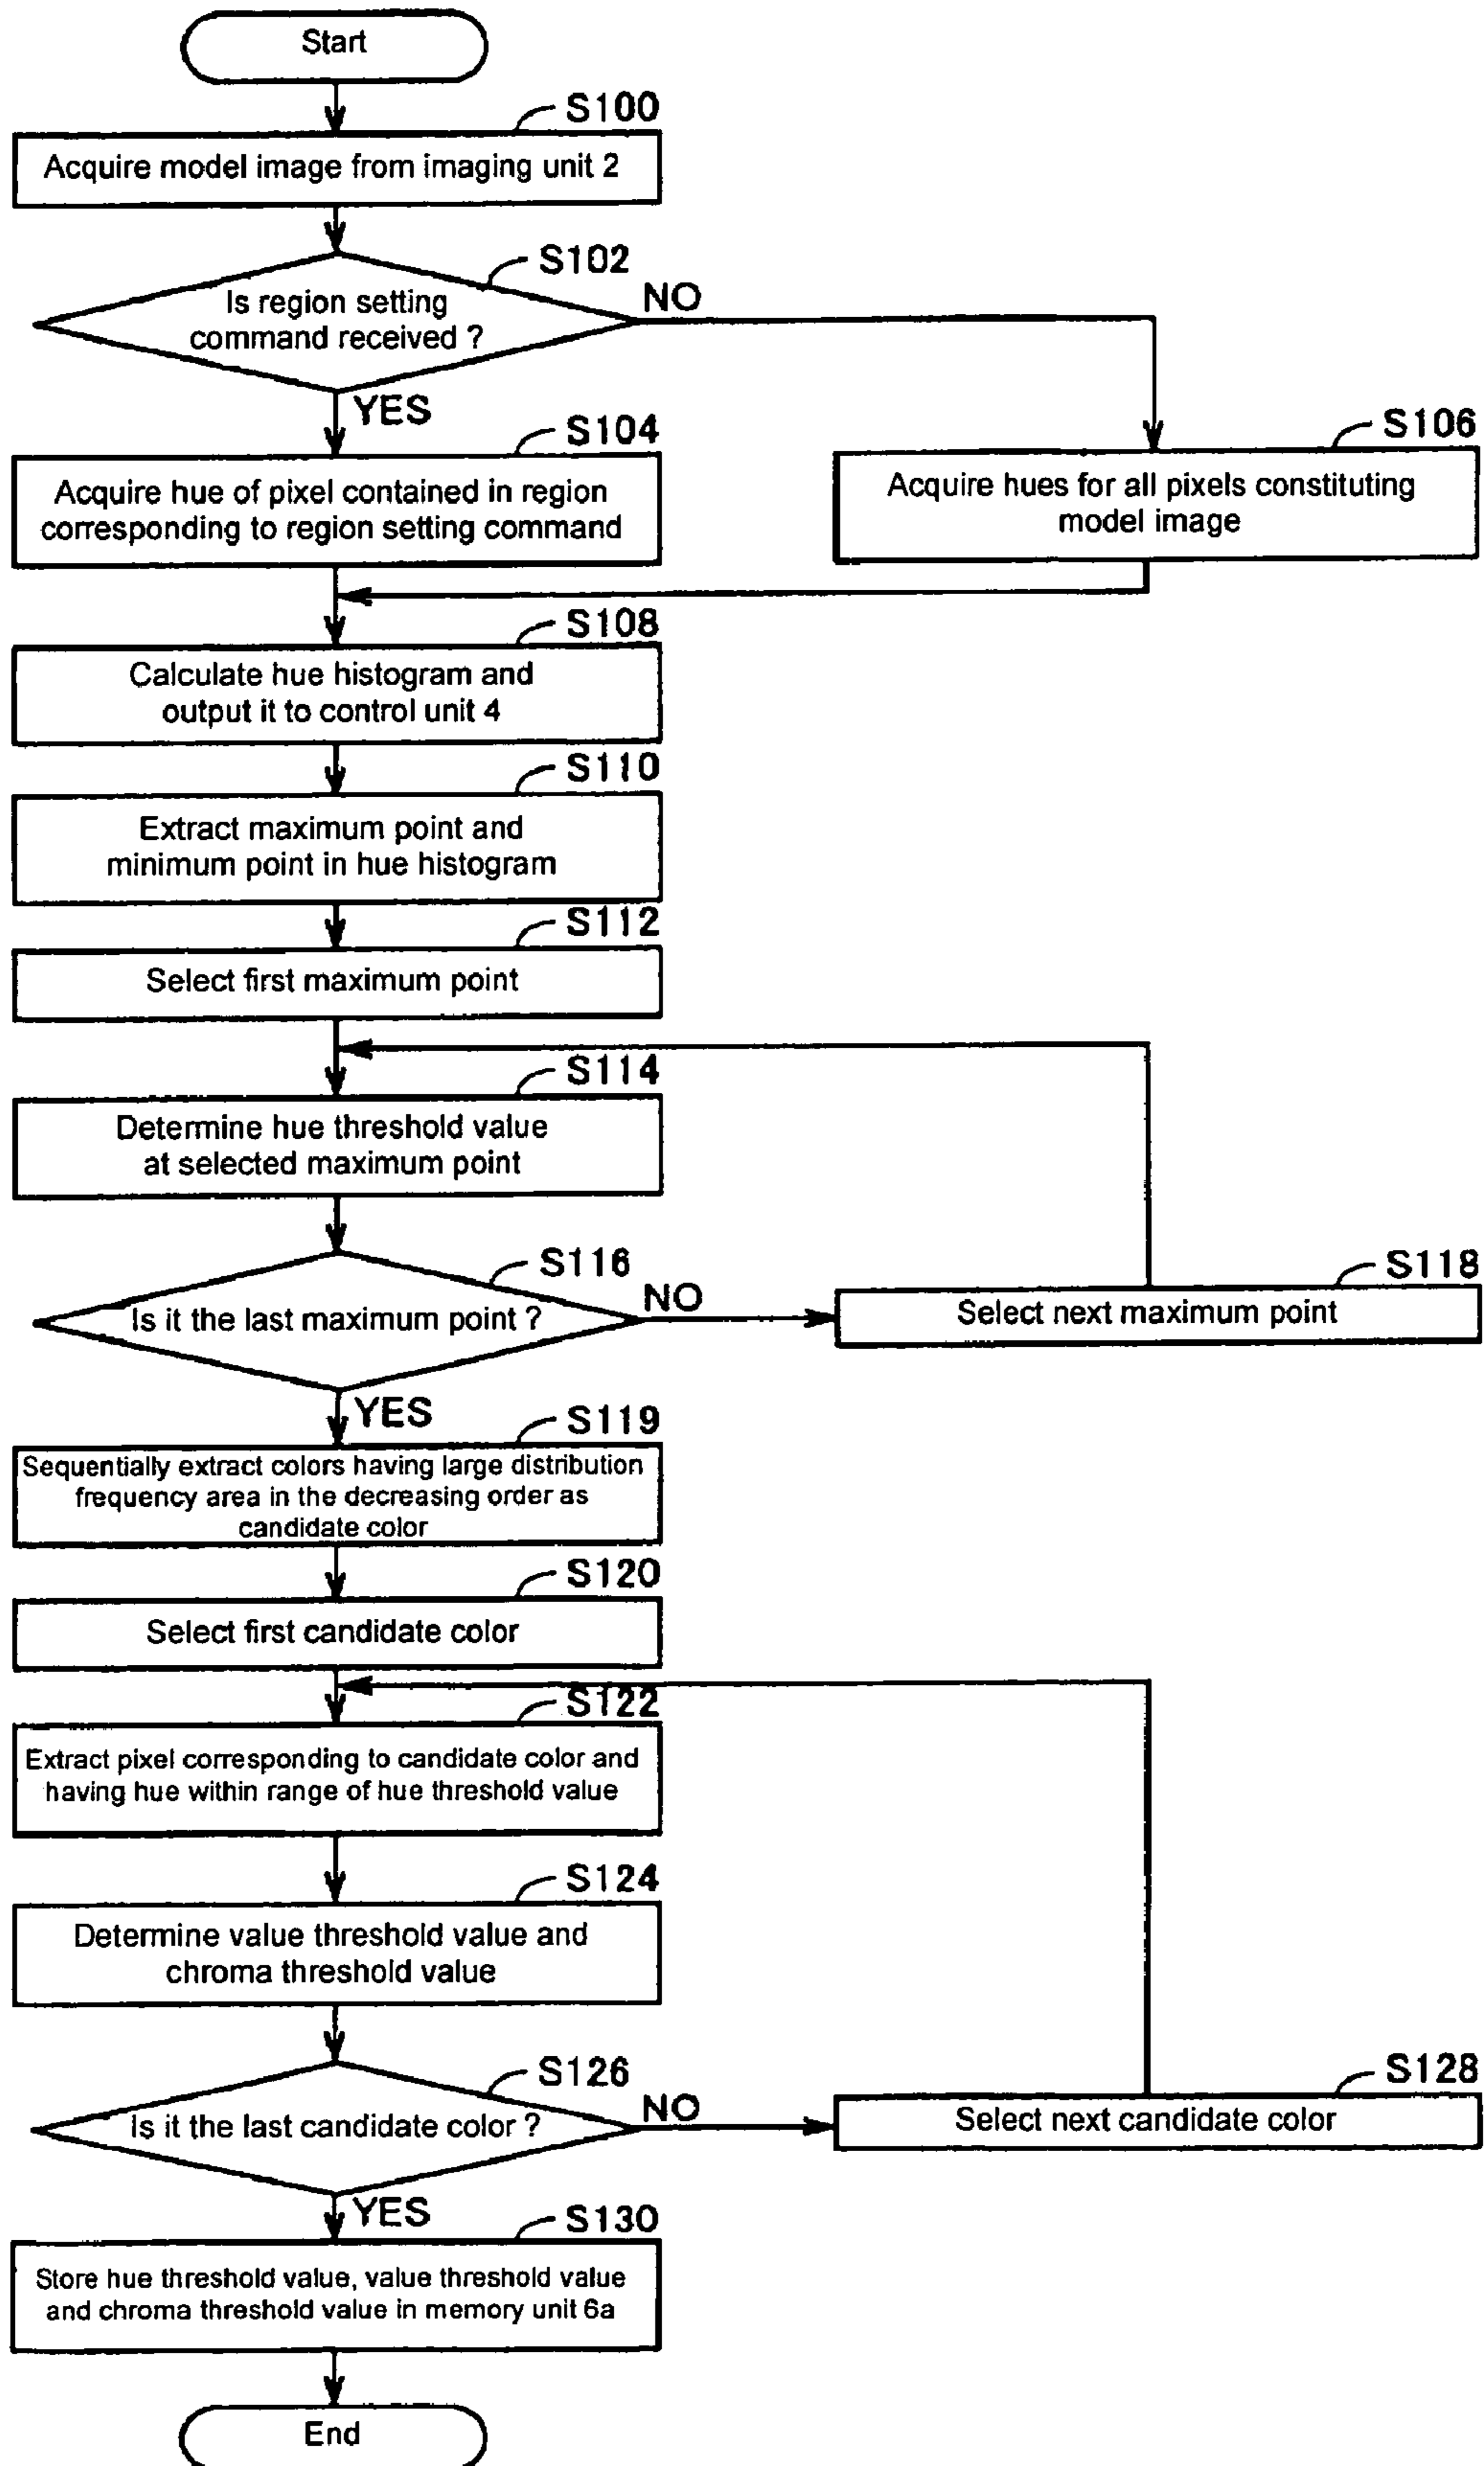 Start
S100
Acquire model image from imaging unit 2
S102
Is region setting
command received ?
NO
YES
S104
Acquire hue of pixel contained in region
corresponding to region setting command
S106
Acquire hues for all pixels constituting
model image
S108
Calculate hue histogram and
output it to control unit 4
S110
Extract maximum point and
minimum point in hue histogram
S112
Select first maximum point
S114
Determine hue threshold value
at selected maximum point
S116
Is it the last maximum point ?
NO
S118
Select next maximum point
YES
S119
Sequentially extract colors having large distribution
frequency area in the decreasing order as
candidate color
S120
Select first candidate color
S122
Extract pixel corresponding to candidate color and
having hue within range of hue threshold value
S124
Determine value threshold value and
chroma threshold value
S126
Is it the last candidate color ?
NO
S128
Select next candidate color
YES
S130
Store hue threshold value, value threshold value
and chroma threshold value in memory unit 6a
End